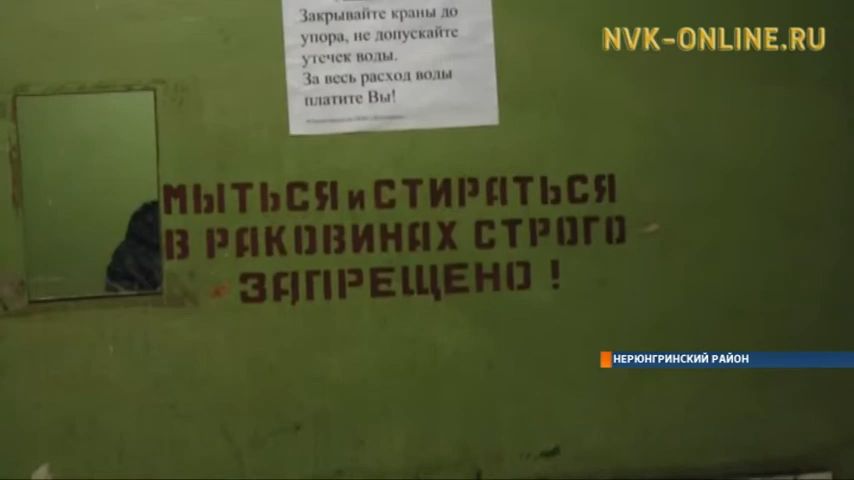 Закрывайте краны до
упора, не допускайте
утечек воды.
За весь расход воды
платите Вы!
NVK-ONLINE.RU
МЫТЬСЯ и СТИРАТЬСЯ
В РАКОВИНАХ СТРОГО
ЗАПРЕЩЕНО !
НЕРЮНГРИНСКИЙ РАЙОН